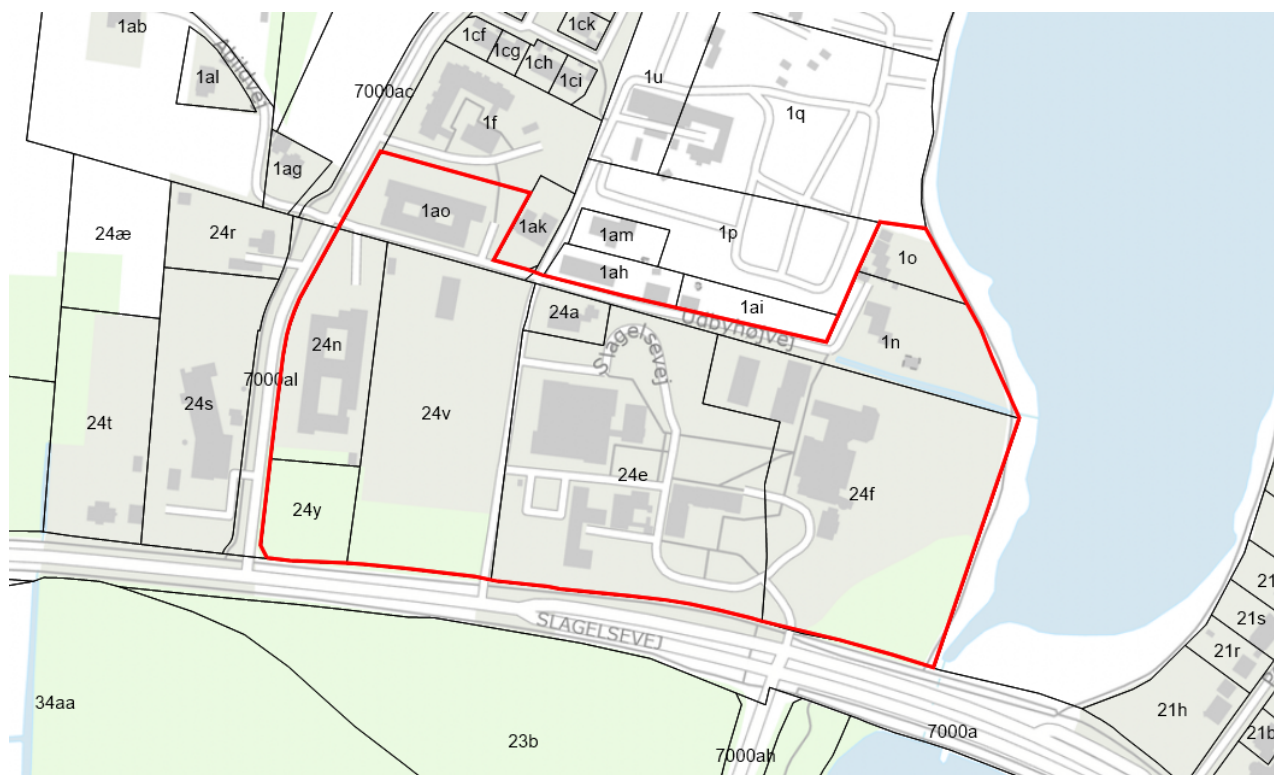 1ab
1ck
1cf
1cg
1ch
1ci
1al
Abildvej
7000ac
1u
1q
1f
1ag
1ao
1ak
1am
1p
24æ
24r
1ah
1o
1ai
24a
Udbyhøjvej
1n
24n
Slagelsevej
7000al
24s
24v
24t
24e
24f
24y
21
21s
SLAGELSEVEJ
21r
34aa
21h
7000a
21b
23b
7000ah